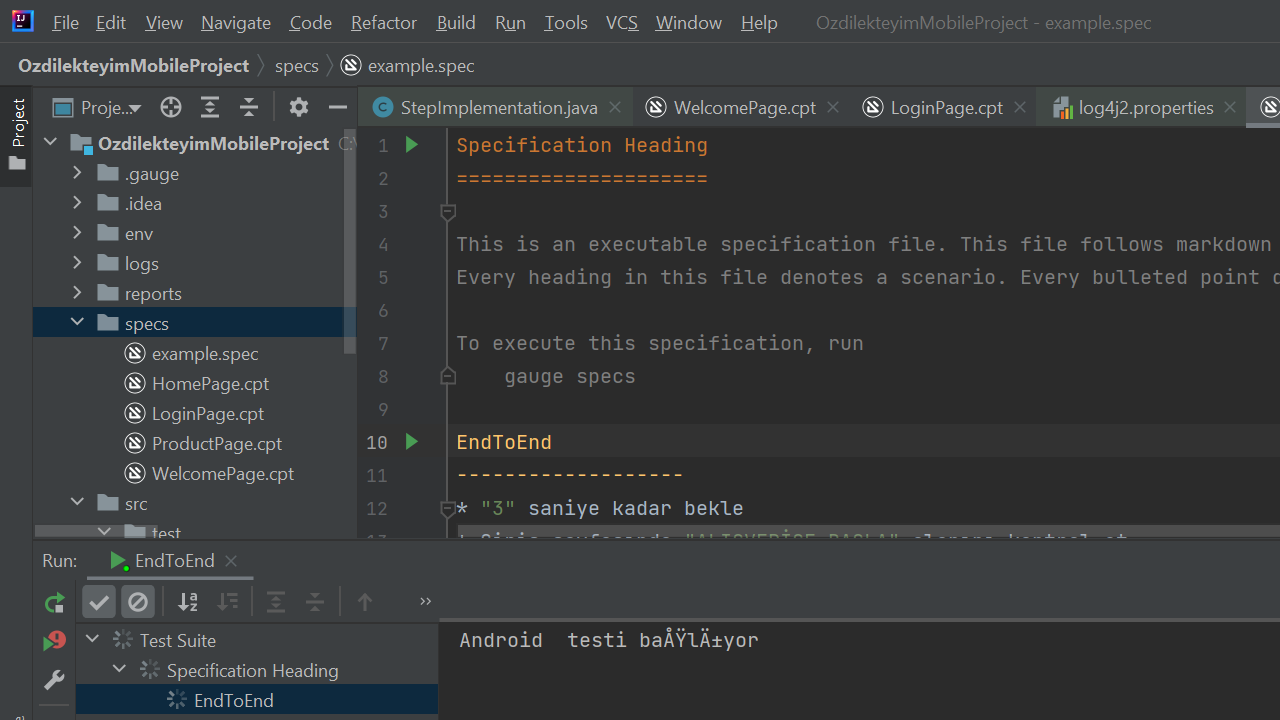 File Edit View Navigate Code Refactor Build Run Tools VCS Window Help OzdilekteyimMobileProject - example.spec
OzdilekteyimMobileProject specs example.spec
Project
Proje... StepImplementation.java WelcomePage.cpt LoginPage.cpt log4j2.properties
OzdilekteyimMobileProject
.gauge
.idea
env
logs
reports
specs
example.spec
HomePage.cpt
LoginPage.cpt
ProductPage.cpt
WelcomePage.cpt
src
test
1 Specification Heading
2 =====================
3
4 This is an executable specification file. This file follows markdown
5 Every heading in this file denotes a scenario. Every bulleted point
6
7 To execute this specification, run
8 gauge specs
9
10 EndToEnd
11 -------------------
12 * "3" saniye kadar bekle
Run: EndToEnd
Test Suite
Specification Heading
EndToEnd
Android testi baÅŸlÄ±yor